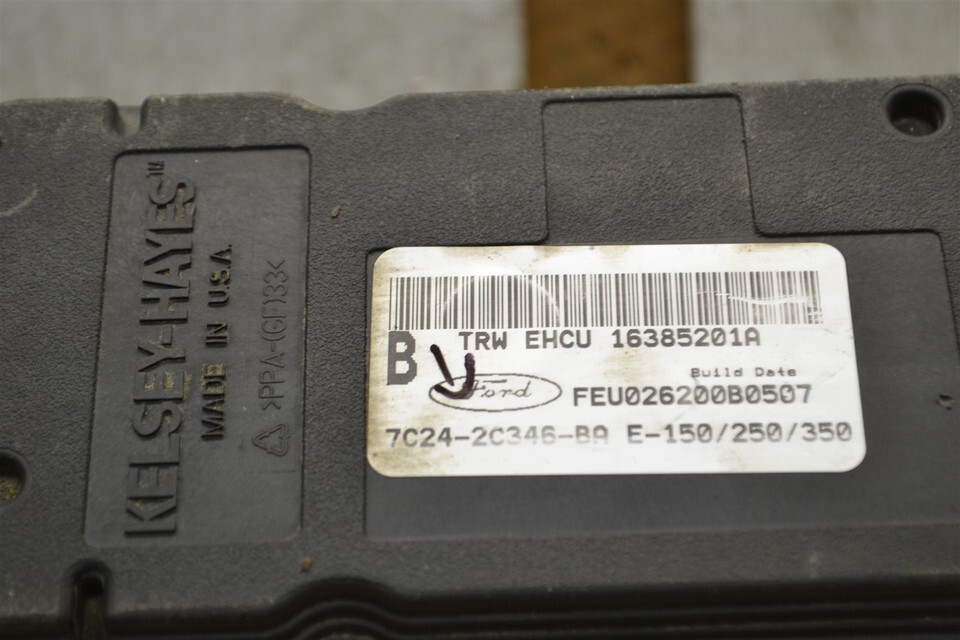 KELSEY-HAYES™
MADE IN U.S.A.
>PPA-(GF)33<
TRW EHCU 16385201A
B
Build Date
Ford
FEU026200B0507
7C24-2C346-BA E-150/250/350